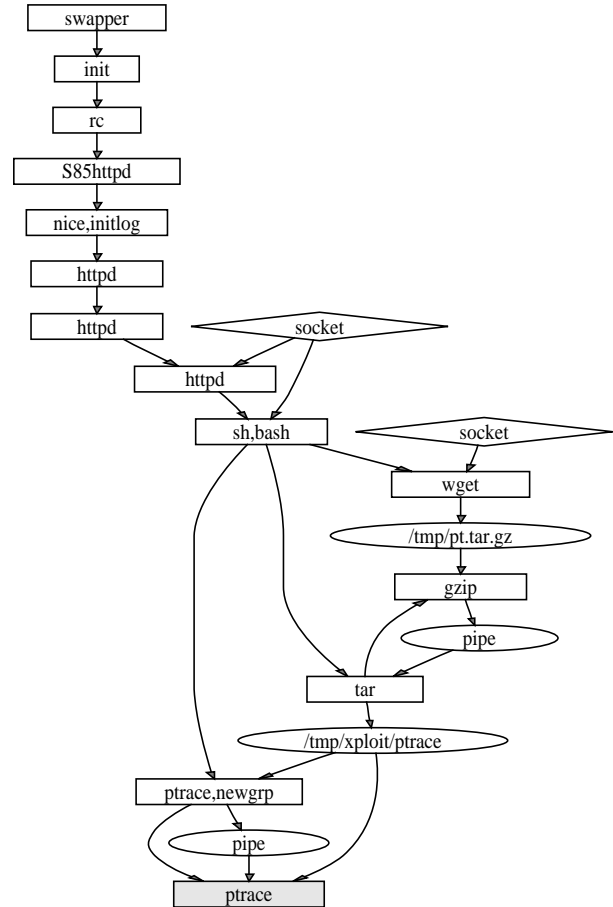 swapper
init
rc
S85httpd
nice,initlog
httpd
httpd
socket
httpd
sh,bash
socket
wget
/tmp/pt.tar.gz
gzip
pipe
tar
/tmp/xploit/ptrace
ptrace,newgrp
pipe
ptrace